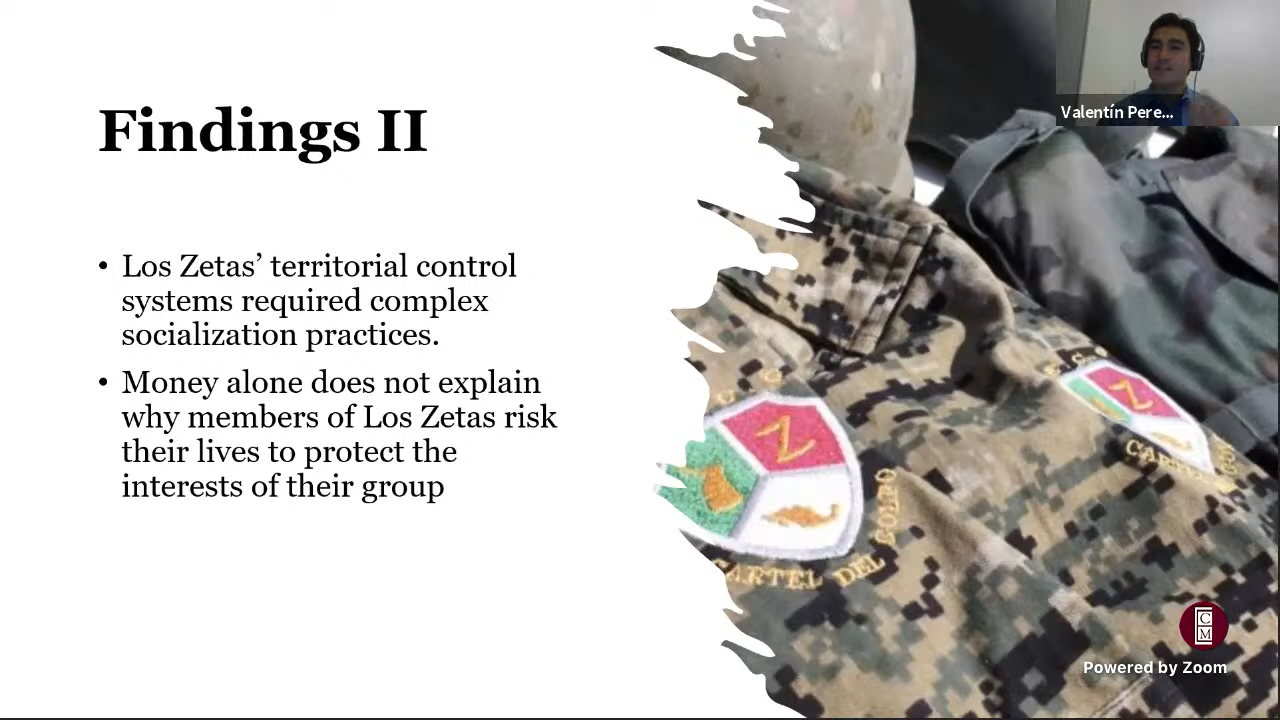 Findings II
• Los Zetas’ territorial control
systems required complex
socialization practices.
• Money alone does not explain
why members of Los Zetas risk
their lives to protect the
interests of their group
Valentín Pere...
Z
CARTEL DEL GOLFO
Z
CARTEL
C
M
Powered by Zoom